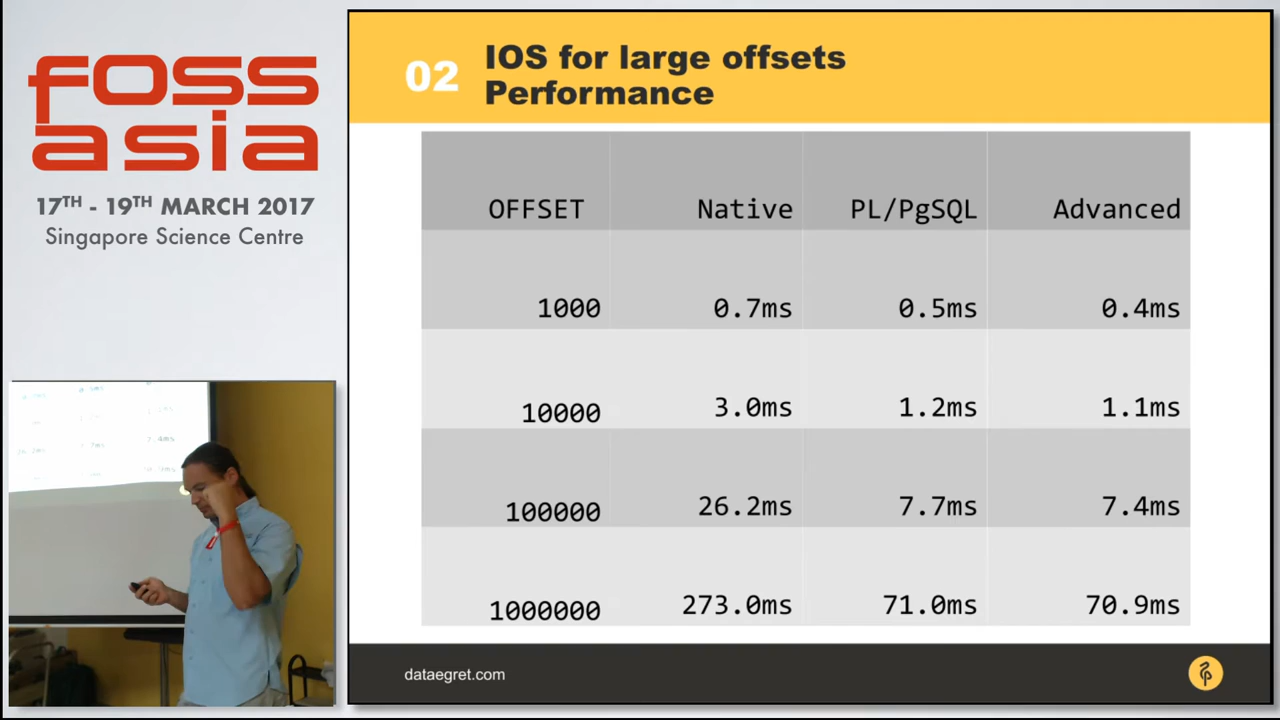 foss
asia
17TH - 19TH MARCH 2017
Singapore Science Centre
02
IOS for large offsets
Performance
OFFSET Native PL/PgSQL Advanced
1000 0.7ms 0.5ms 0.4ms
10000 3.0ms 1.2ms 1.1ms
100000 26.2ms 7.7ms 7.4ms
1000000 273.0ms 71.0ms 70.9ms
dataegret.com